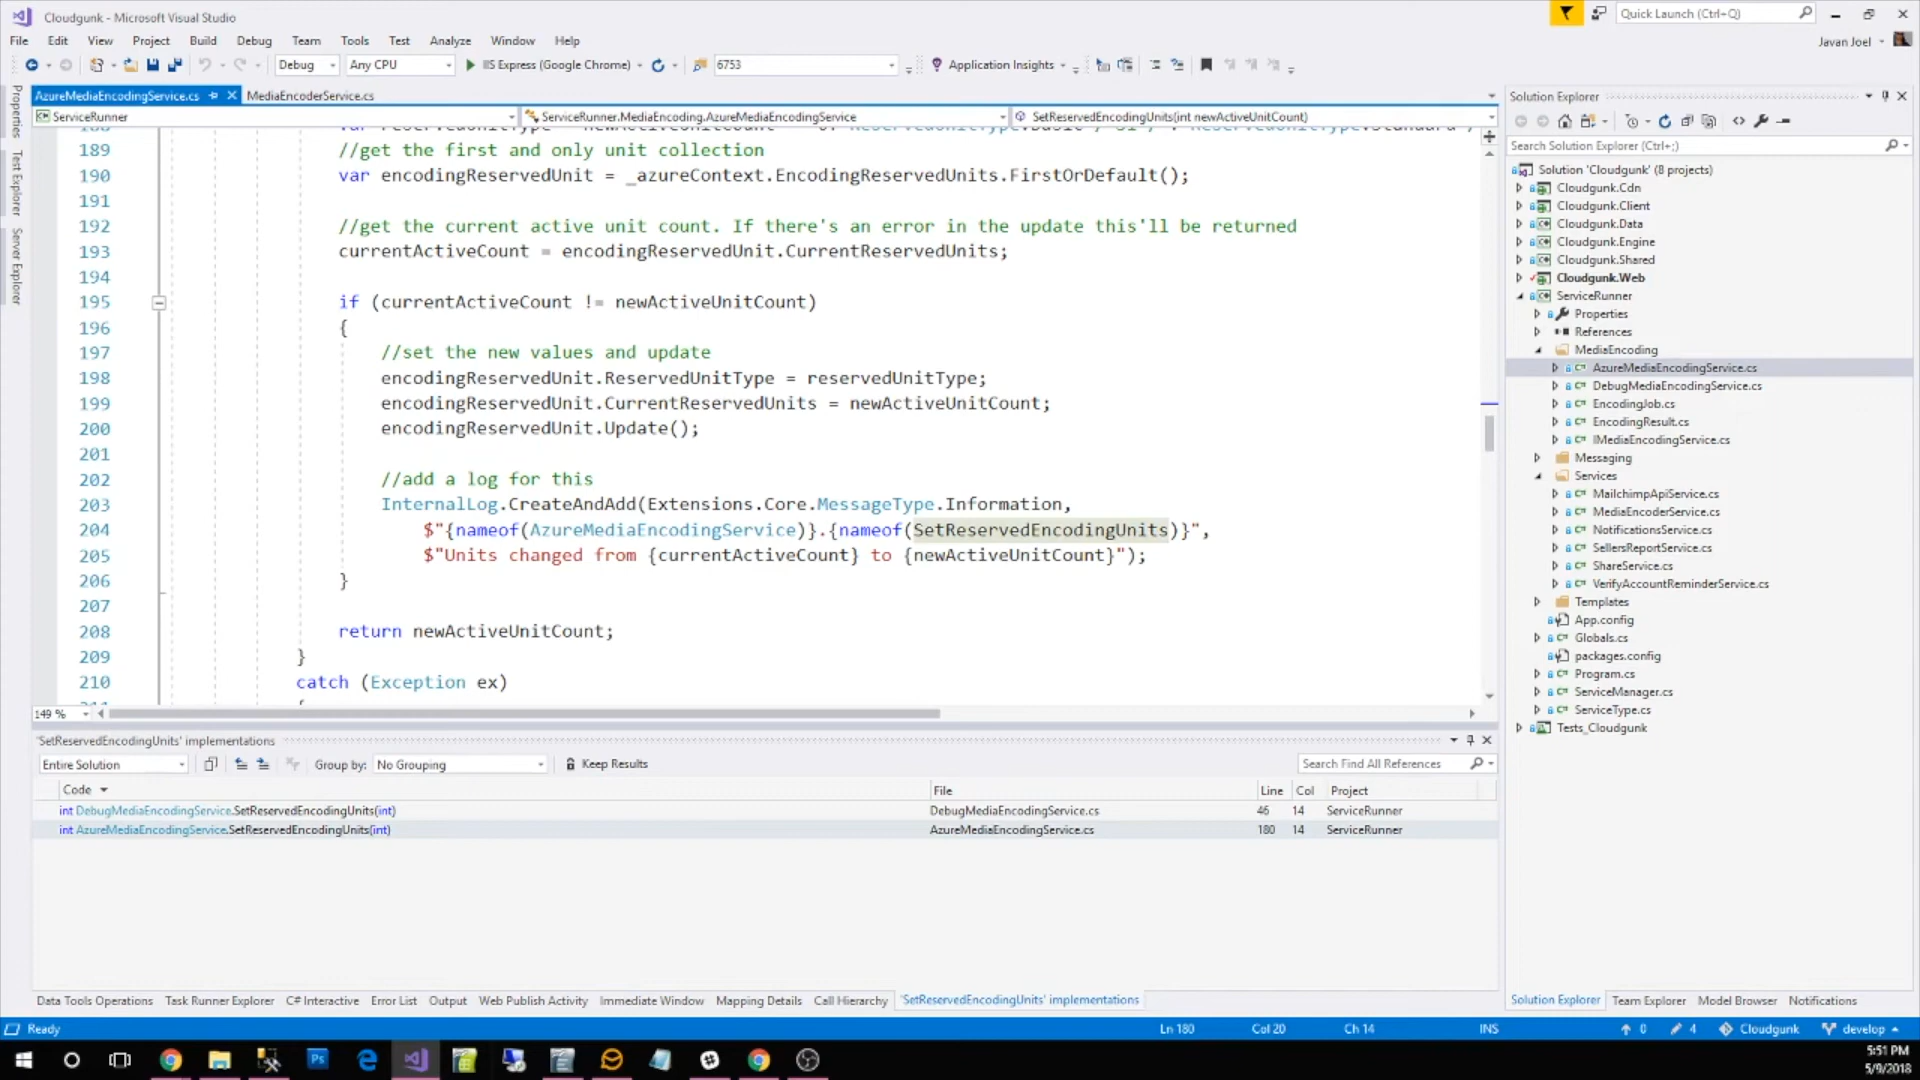 Cloudgunk - Microsoft Visual Studio
Quick Launch (Ctrl+Q)
File Edit View Project Build Debug Team Tools Test Analyze Window Help
Javan Joel
Debug Any CPU IIS Express (Google Chrome) 6753 Application Insights
AzureMediaEncodingService.cs MediaEncoderService.cs
ServiceRunner ServiceRunner.MediaEncoding.AzureMediaEncodingService SetReservedEncodingUnits(int newActiveUnitCount)
Properties
Test Explorer
Server Explorer
189 //get the first and only unit collection
190 var encodingReservedUnit = _azureContext.EncodingReservedUnits.FirstOrDefault();
191
192 //get the current active unit count. If there's an error in the update this'll be returned
193 currentActiveCount = encodingReservedUnit.CurrentReservedUnits;
194
195 if (currentActiveCount != newActiveUnitCount)
196 {
197 //set the new values and update
198 encodingReservedUnit.ReservedUnitType = reservedUnitType;
199 encodingReservedUnit.CurrentReservedUnits = newActiveUnitCount;
200 encodingReservedUnit.Update();
201
202 //add a log for this
203 InternalLog.CreateAndAdd(Extensions.Core.MessageType.Information,
204 $"{nameof(AzureMediaEncodingService)}.{nameof(SetReservedEncodingUnits)}",
205 $"Units changed from {currentActiveCount} to {newActiveUnitCount}");
206 }
207
208 return newActiveUnitCount;
209 }
210 catch (Exception ex)
149 %
'SetReservedEncodingUnits' implementations
Entire Solution Group by: No Grouping Keep Results Search Find All References
Code File Line Col Project
int DebugMediaEncodingService.SetReservedEncodingUnits(int) DebugMediaEncodingService.cs 46 14 ServiceRunner
int AzureMediaEncodingService.SetReservedEncodingUnits(int) AzureMediaEncodingService.cs 180 14 ServiceRunner
Data Tools Operations Task Runner Explorer C# Interactive Error List Output Web Publish Activity Immediate Window Mapping Details Call Hierarchy 'SetReservedEncodingUnits' implementations
Solution Explorer
Search Solution Explorer (Ctrl+;)
Solution 'Cloudgunk' (8 projects)
Cloudgunk.Cdn
Cloudgunk.Client
Cloudgunk.Data
Cloudgunk.Engine
Cloudgunk.Shared
Cloudgunk.Web
ServiceRunner
Properties
References
MediaEncoding
AzureMediaEncodingService.cs
DebugMediaEncodingService.cs
EncodingJob.cs
EncodingResult.cs
IMediaEncodingService.cs
Messaging
Services
MailchimpApiService.cs
MediaEncoderService.cs
NotificationsService.cs
SellersReportService.cs
ShareService.cs
VerifyAccountReminderService.cs
Templates
App.config
Globals.cs
packages.config
Program.cs
ServiceManager.cs
ServiceType.cs
Tests_Cloudgunk
Solution Explorer Team Explorer Model Browser Notifications
Ready Ln 180 Col 20 Ch 14 INS 0 4 Cloudgunk develop
5:51 PM
5/9/2018